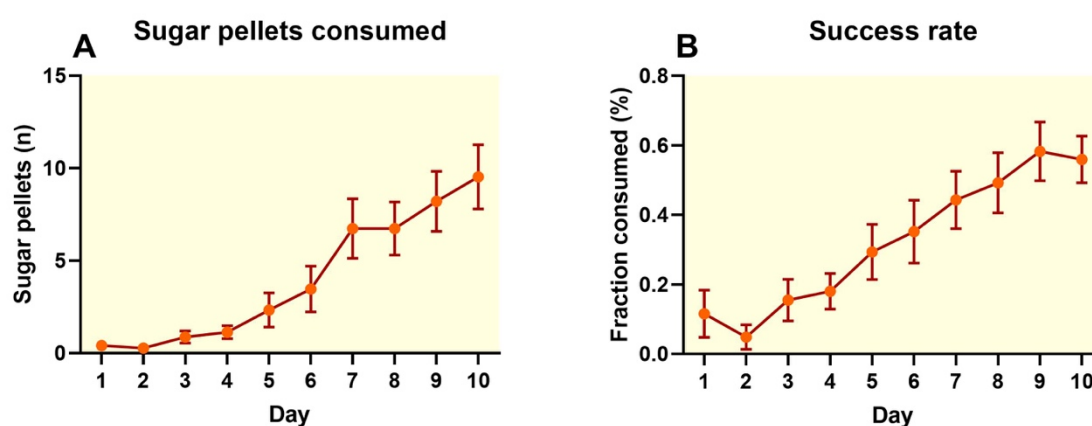 A
Sugar pellets consumed
Sugar pellets (n)
15
10
5
0
1 2 3 4 5 6 7 8 9 10
Day
B
Success rate
Fraction consumed (%)
0.8
0.6
0.4
0.2
0.0
1 2 3 4 5 6 7 8 9 10
Day